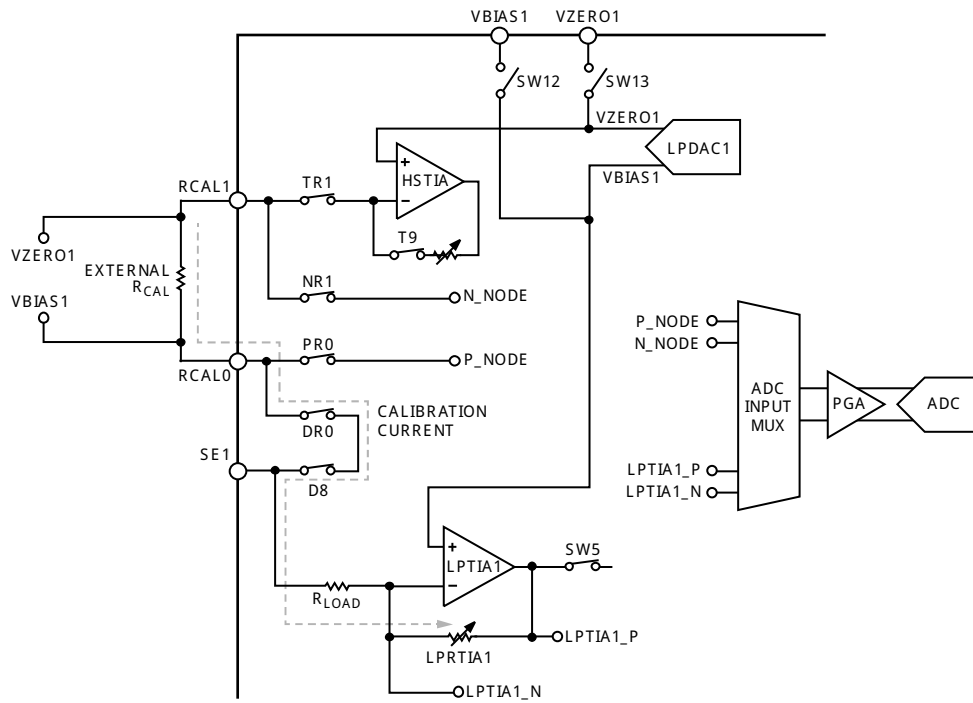 VBIAS1
VZERO1
SW12
SW13
VZERO1
LPDAC1
VBIAS1
+
HSTIA
–
TR1
T9
RCAL1
VZERO1
EXTERNAL
RCAL
VBIAS1
NR1
N_NODE
PR0
P_NODE
RCAL0
DR0
CALIBRATION
CURRENT
SE1
D8
P_NODE
N_NODE
ADC
INPUT
MUX
PGA
ADC
LPTIA1_P
LPTIA1_N
+
LPTIA1
–
SW5
RLOAD
LPRTIA1
LPTIA1_P
LPTIA1_N